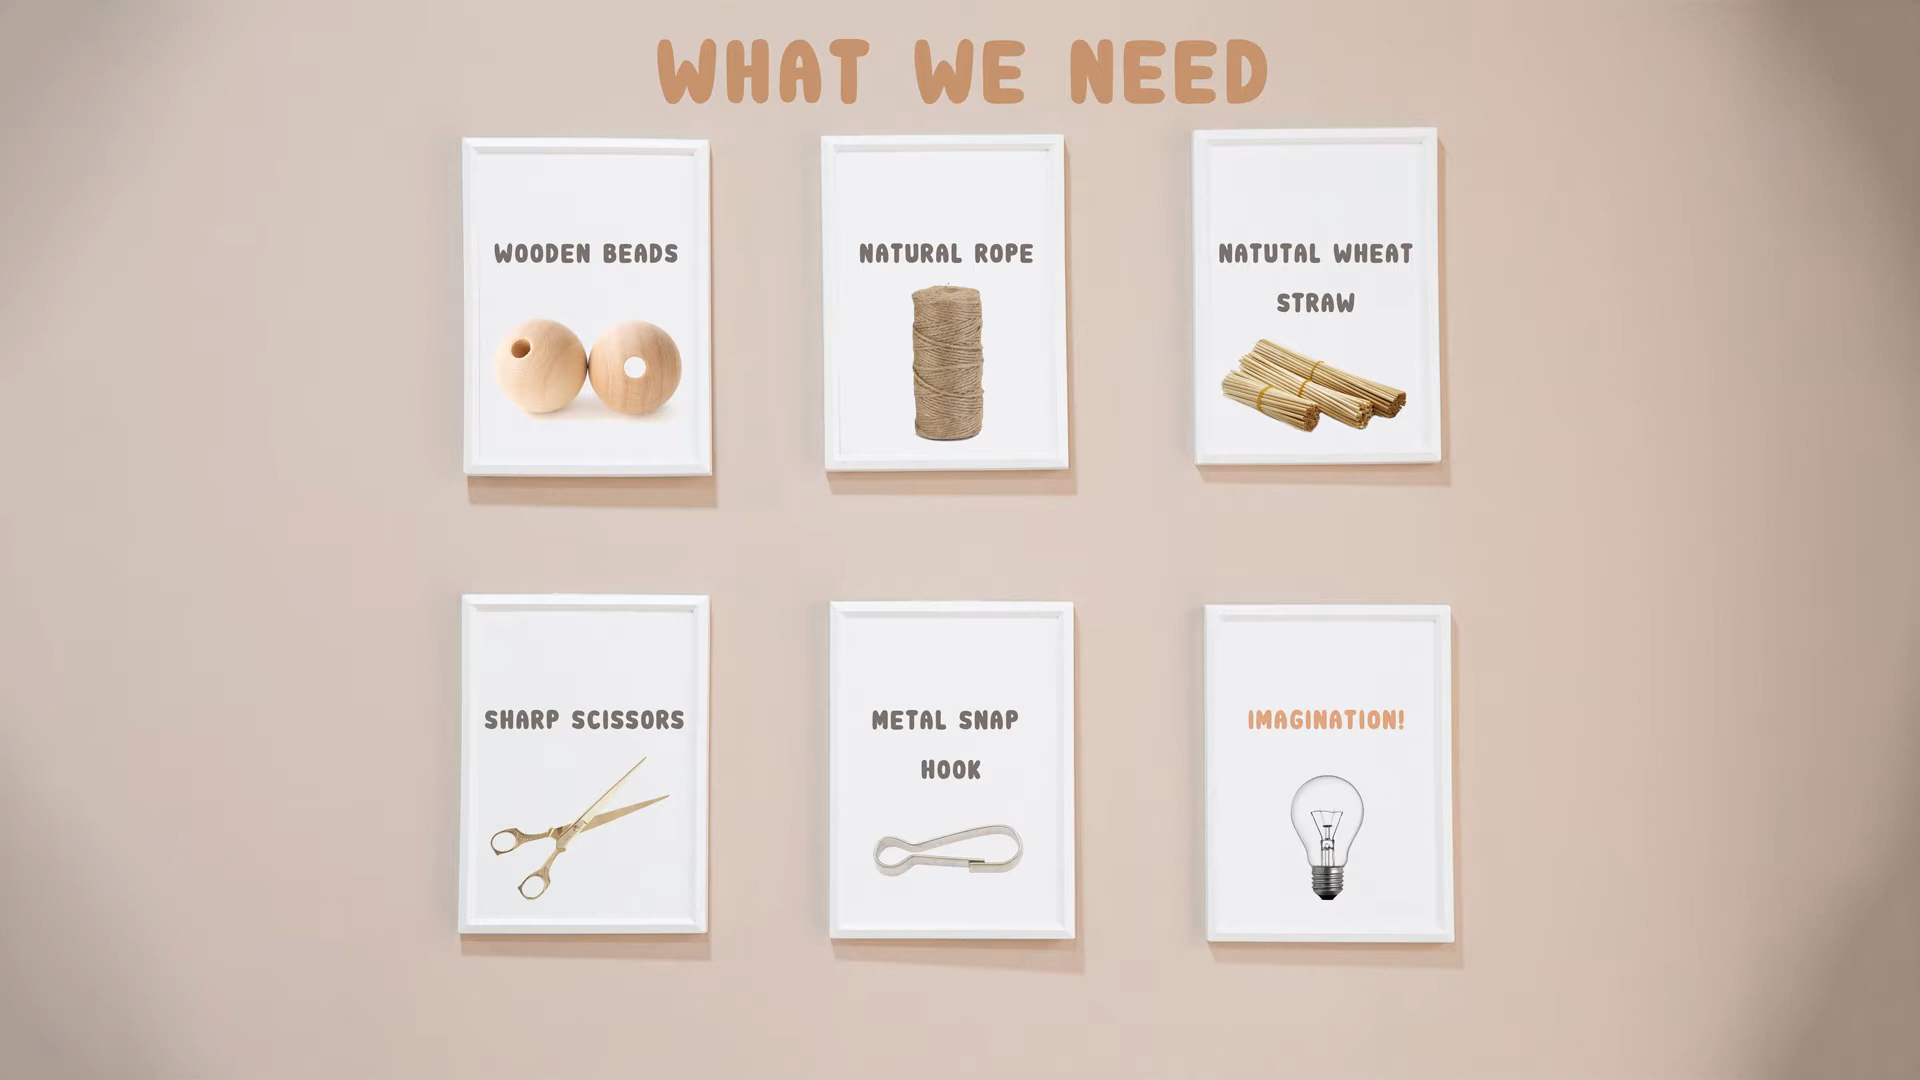 WHAT WE NEED
WOODEN BEADS
NATURAL ROPE
NATUTAL WHEAT
STRAW
SHARP SCISSORS
METAL SNAP
HOOK
IMAGINATION!